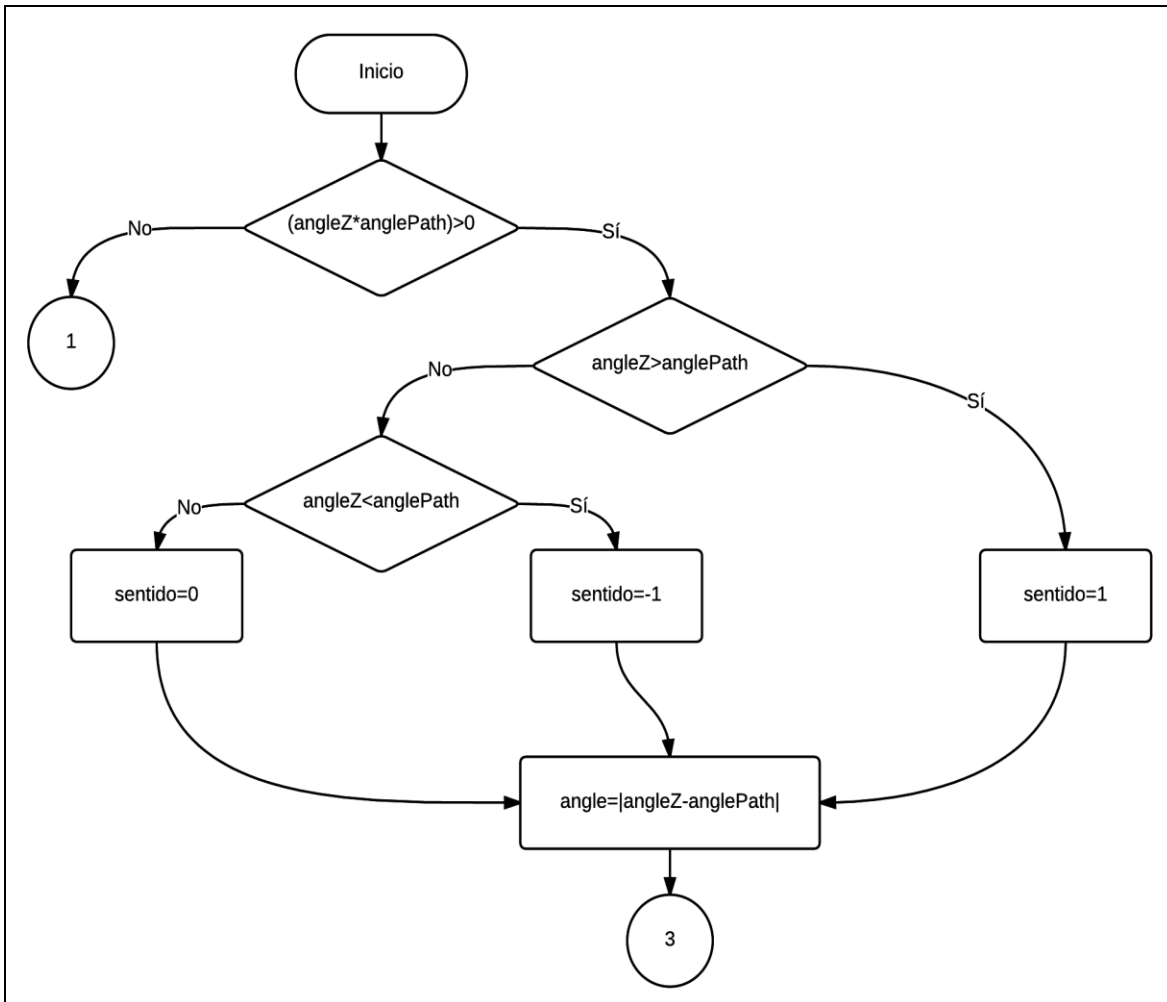 Inicio
(angleZ*anglePath)>0
No
Sí
1
angleZ>anglePath
No
Sí
angleZ<anglePath
No
Sí
sentido=0
sentido=-1
sentido=1
angle=|angleZ-anglePath|
3